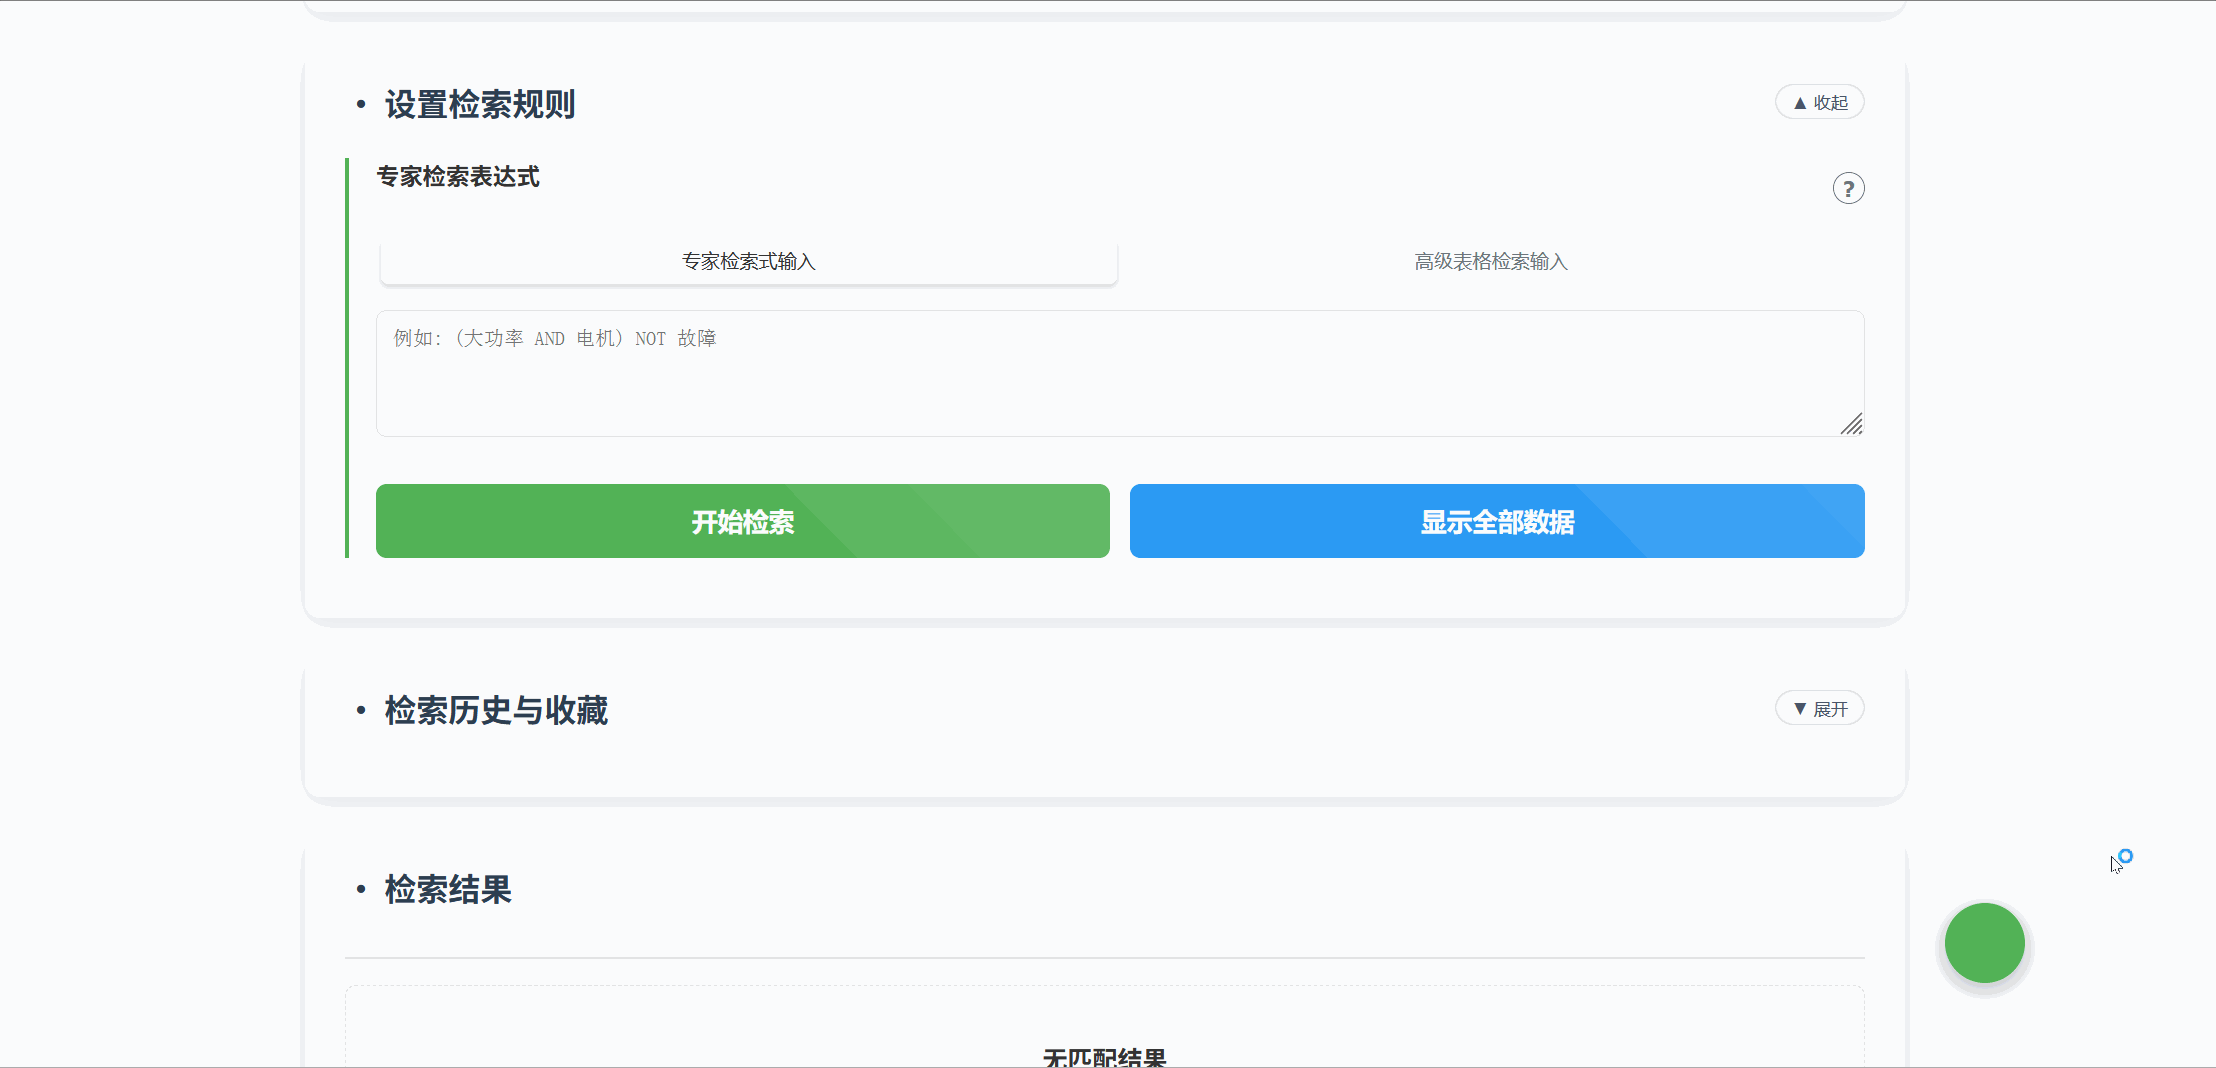 • 设置检索规则
▲ 收起
专家检索表达式
?
专家检索式输入
高级表格检索输入
例如：（大功率 AND 电机）NOT 故障
开始检索
显示全部数据
• 检索历史与收藏
▼ 展开
• 检索结果
无匹配结果